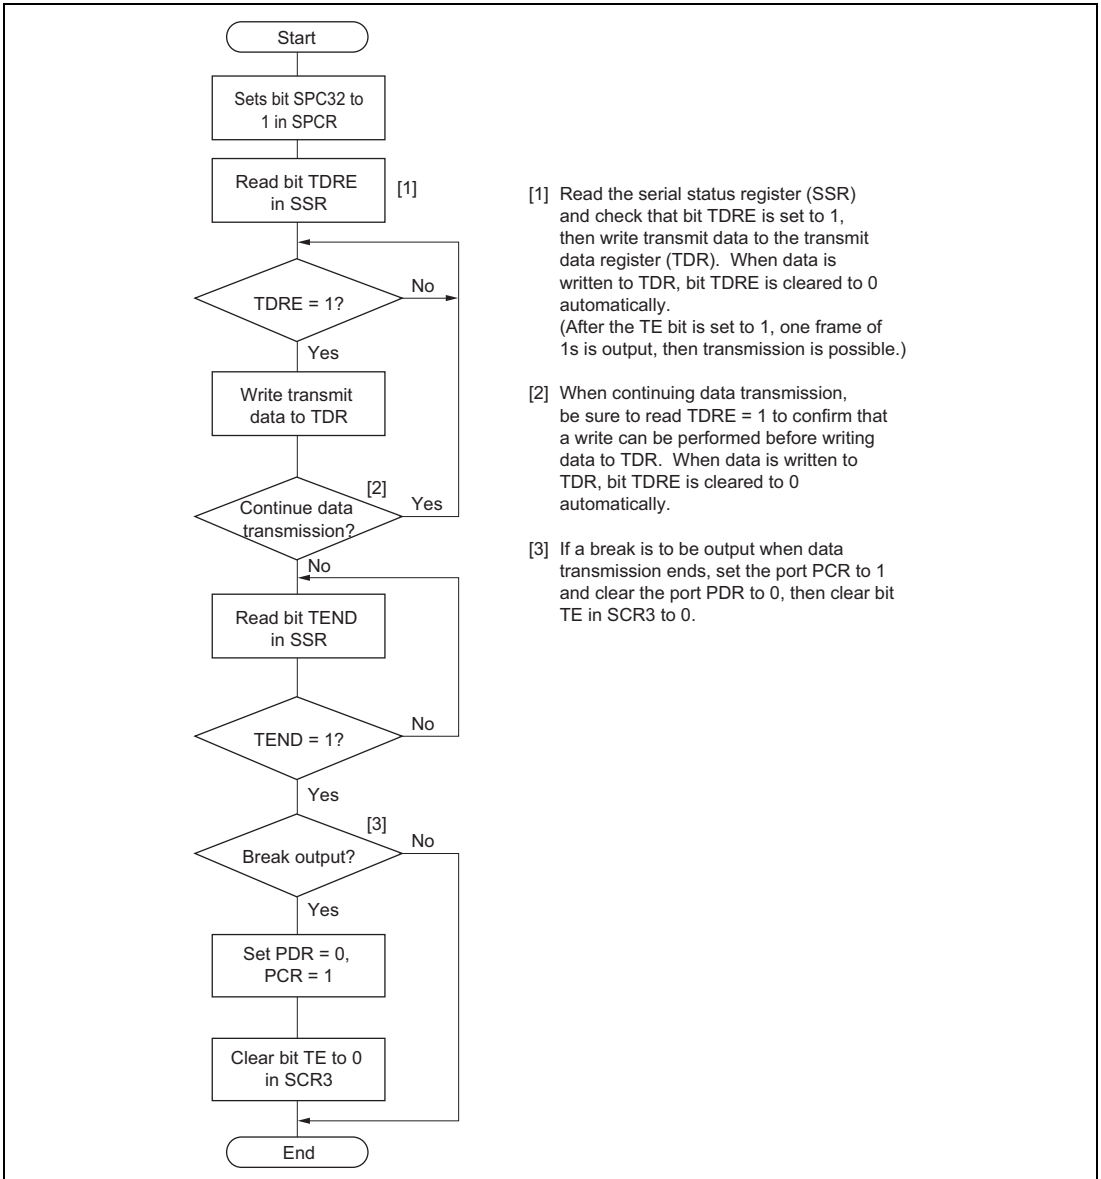 Start
Sets bit SPC32 to
1 in SPCR
Read bit TDRE
in SSR
[1]
TDRE = 1?
No
Yes
Write transmit
data to TDR
[2]
Continue data
transmission?
Yes
No
Read bit TEND
in SSR
TEND = 1?
No
Yes
[3]
Break output?
No
Yes
Set PDR = 0,
PCR = 1
Clear bit TE to 0
in SCR3
End
[1] Read the serial status register (SSR)
and check that bit TDRE is set to 1,
then write transmit data to the transmit
data register (TDR). When data is
written to TDR, bit TDRE is cleared to 0
automatically.
(After the TE bit is set to 1, one frame of
1s is output, then transmission is possible.)
[2] When continuing data transmission,
be sure to read TDRE = 1 to confirm that
a write can be performed before writing
data to TDR. When data is written to
TDR, bit TDRE is cleared to 0
automatically.
[3] If a break is to be output when data
transmission ends, set the port PCR to 1
and clear the port PDR to 0, then clear bit
TE in SCR3 to 0.